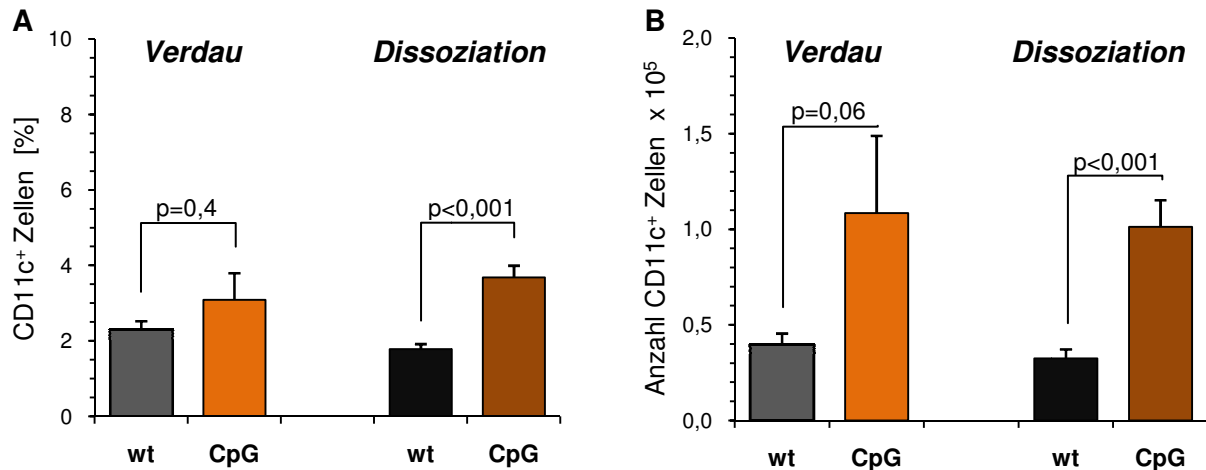 A
CD11c⁺ Zellen [%]
10
8
6
4
2
0
Verdau
Dissoziation
p=0,4
p<0,001
wt
CpG
wt
CpG
B
Anzahl CD11c⁺ Zellen x 10⁵
2,0
1,5
1,0
0,5
0,0
Verdau
Dissoziation
p=0,06
p<0,001
wt
CpG
wt
CpG